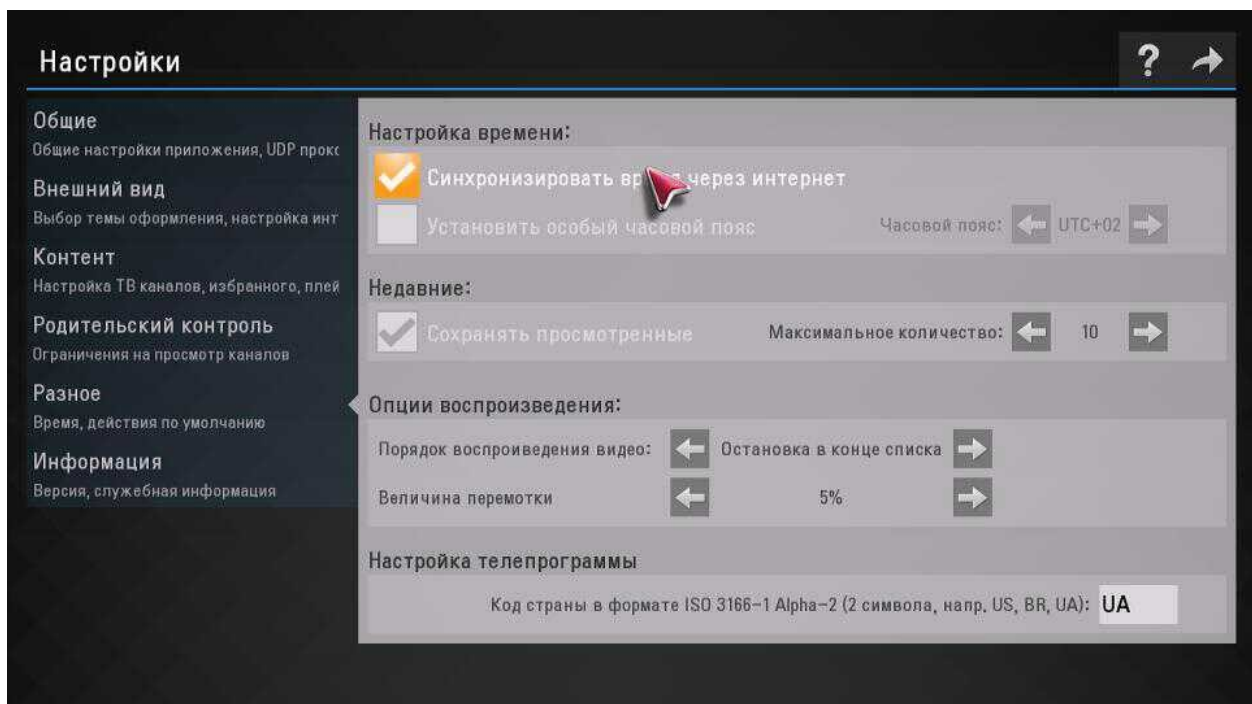 Настройки
?
Общие
Общие настройки приложения, UDP прокс
Внешний вид
Выбор темы оформления, настройка инт
Контент
Настройка ТВ каналов, избранного, плей
Родительский контроль
Ограничения на просмотр каналов
Разное
Время, действия по умолчанию
Информация
Версия, служебная информация
Настройка времени:
Синхронизировать время через интернет
Установить особый часовой пояс
Часовой пояс: UTC+02
Недавние:
Сохранять просмотренные
Максимальное количество: 10
Опции воспроизведения:
Порядок воспроиведения видео: Остановка в конце списка
Величина перемотки 5%
Настройка телепрограммы
Код страны в формате ISO 3166-1 Alpha-2 (2 символа, напр, US, BR, UA): UA